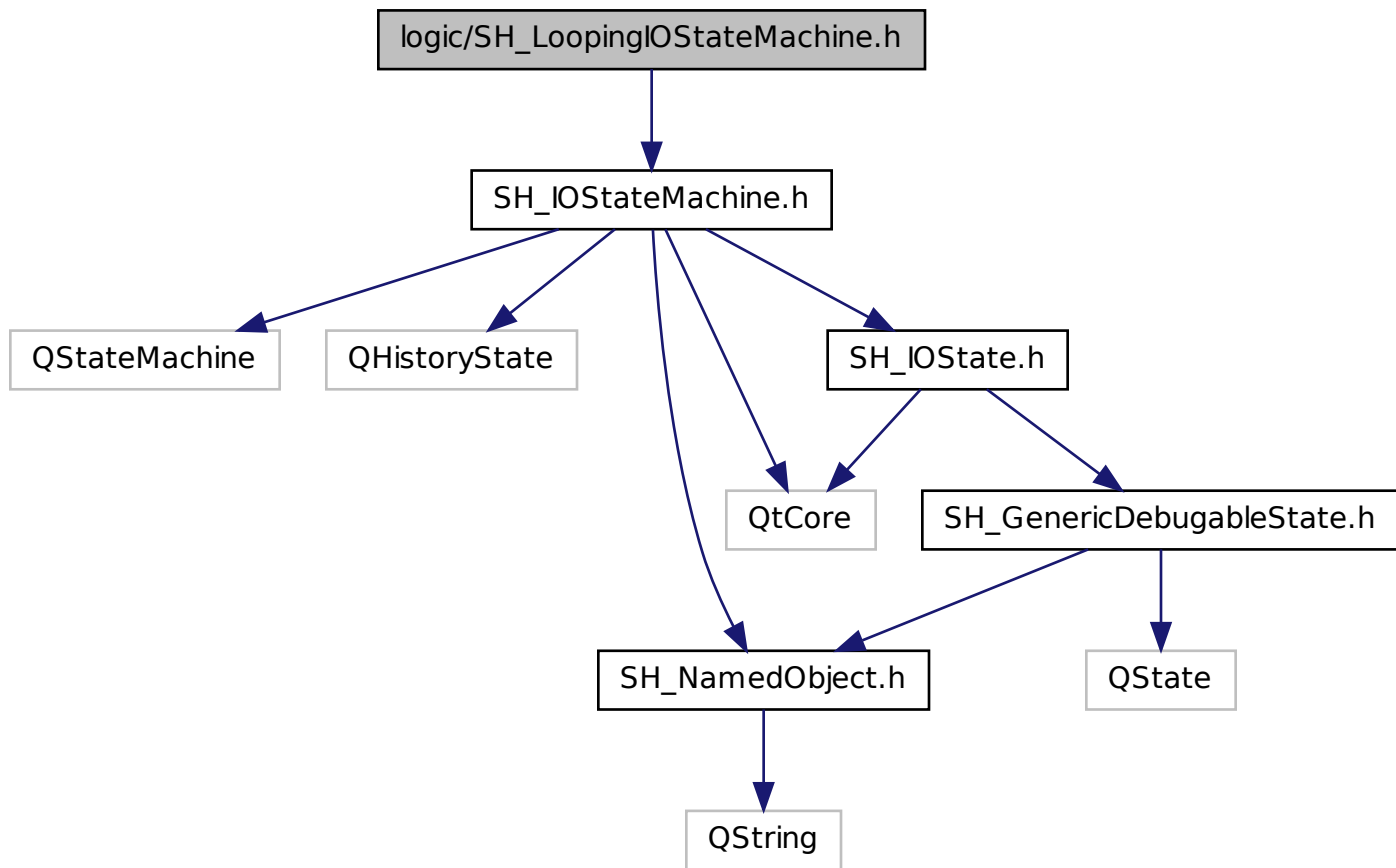 logic/SH_LoopingIOStateMachine.h
SH_IOStateMachine.h
QStateMachine
QHistoryState
SH_IOState.h
QtCore
SH_GenericDebugableState.h
SH_NamedObject.h
QState
QString